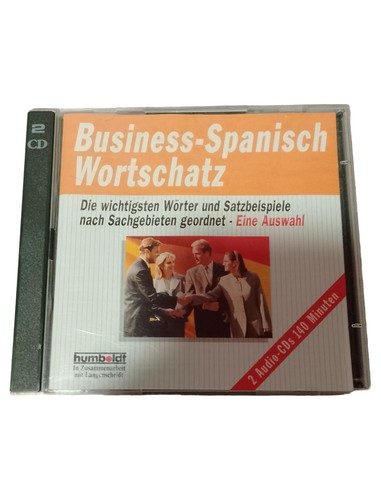 2
CD
Business-Spanisch
Wortschatz
Die wichtigsten Wörter und Satzbeispiele
nach Sachgebieten geordnet - Eine Auswahl
2 Audio-CDs 140 Minuten
humboldt
In Zusammenarbeit
mit Langenscheidt